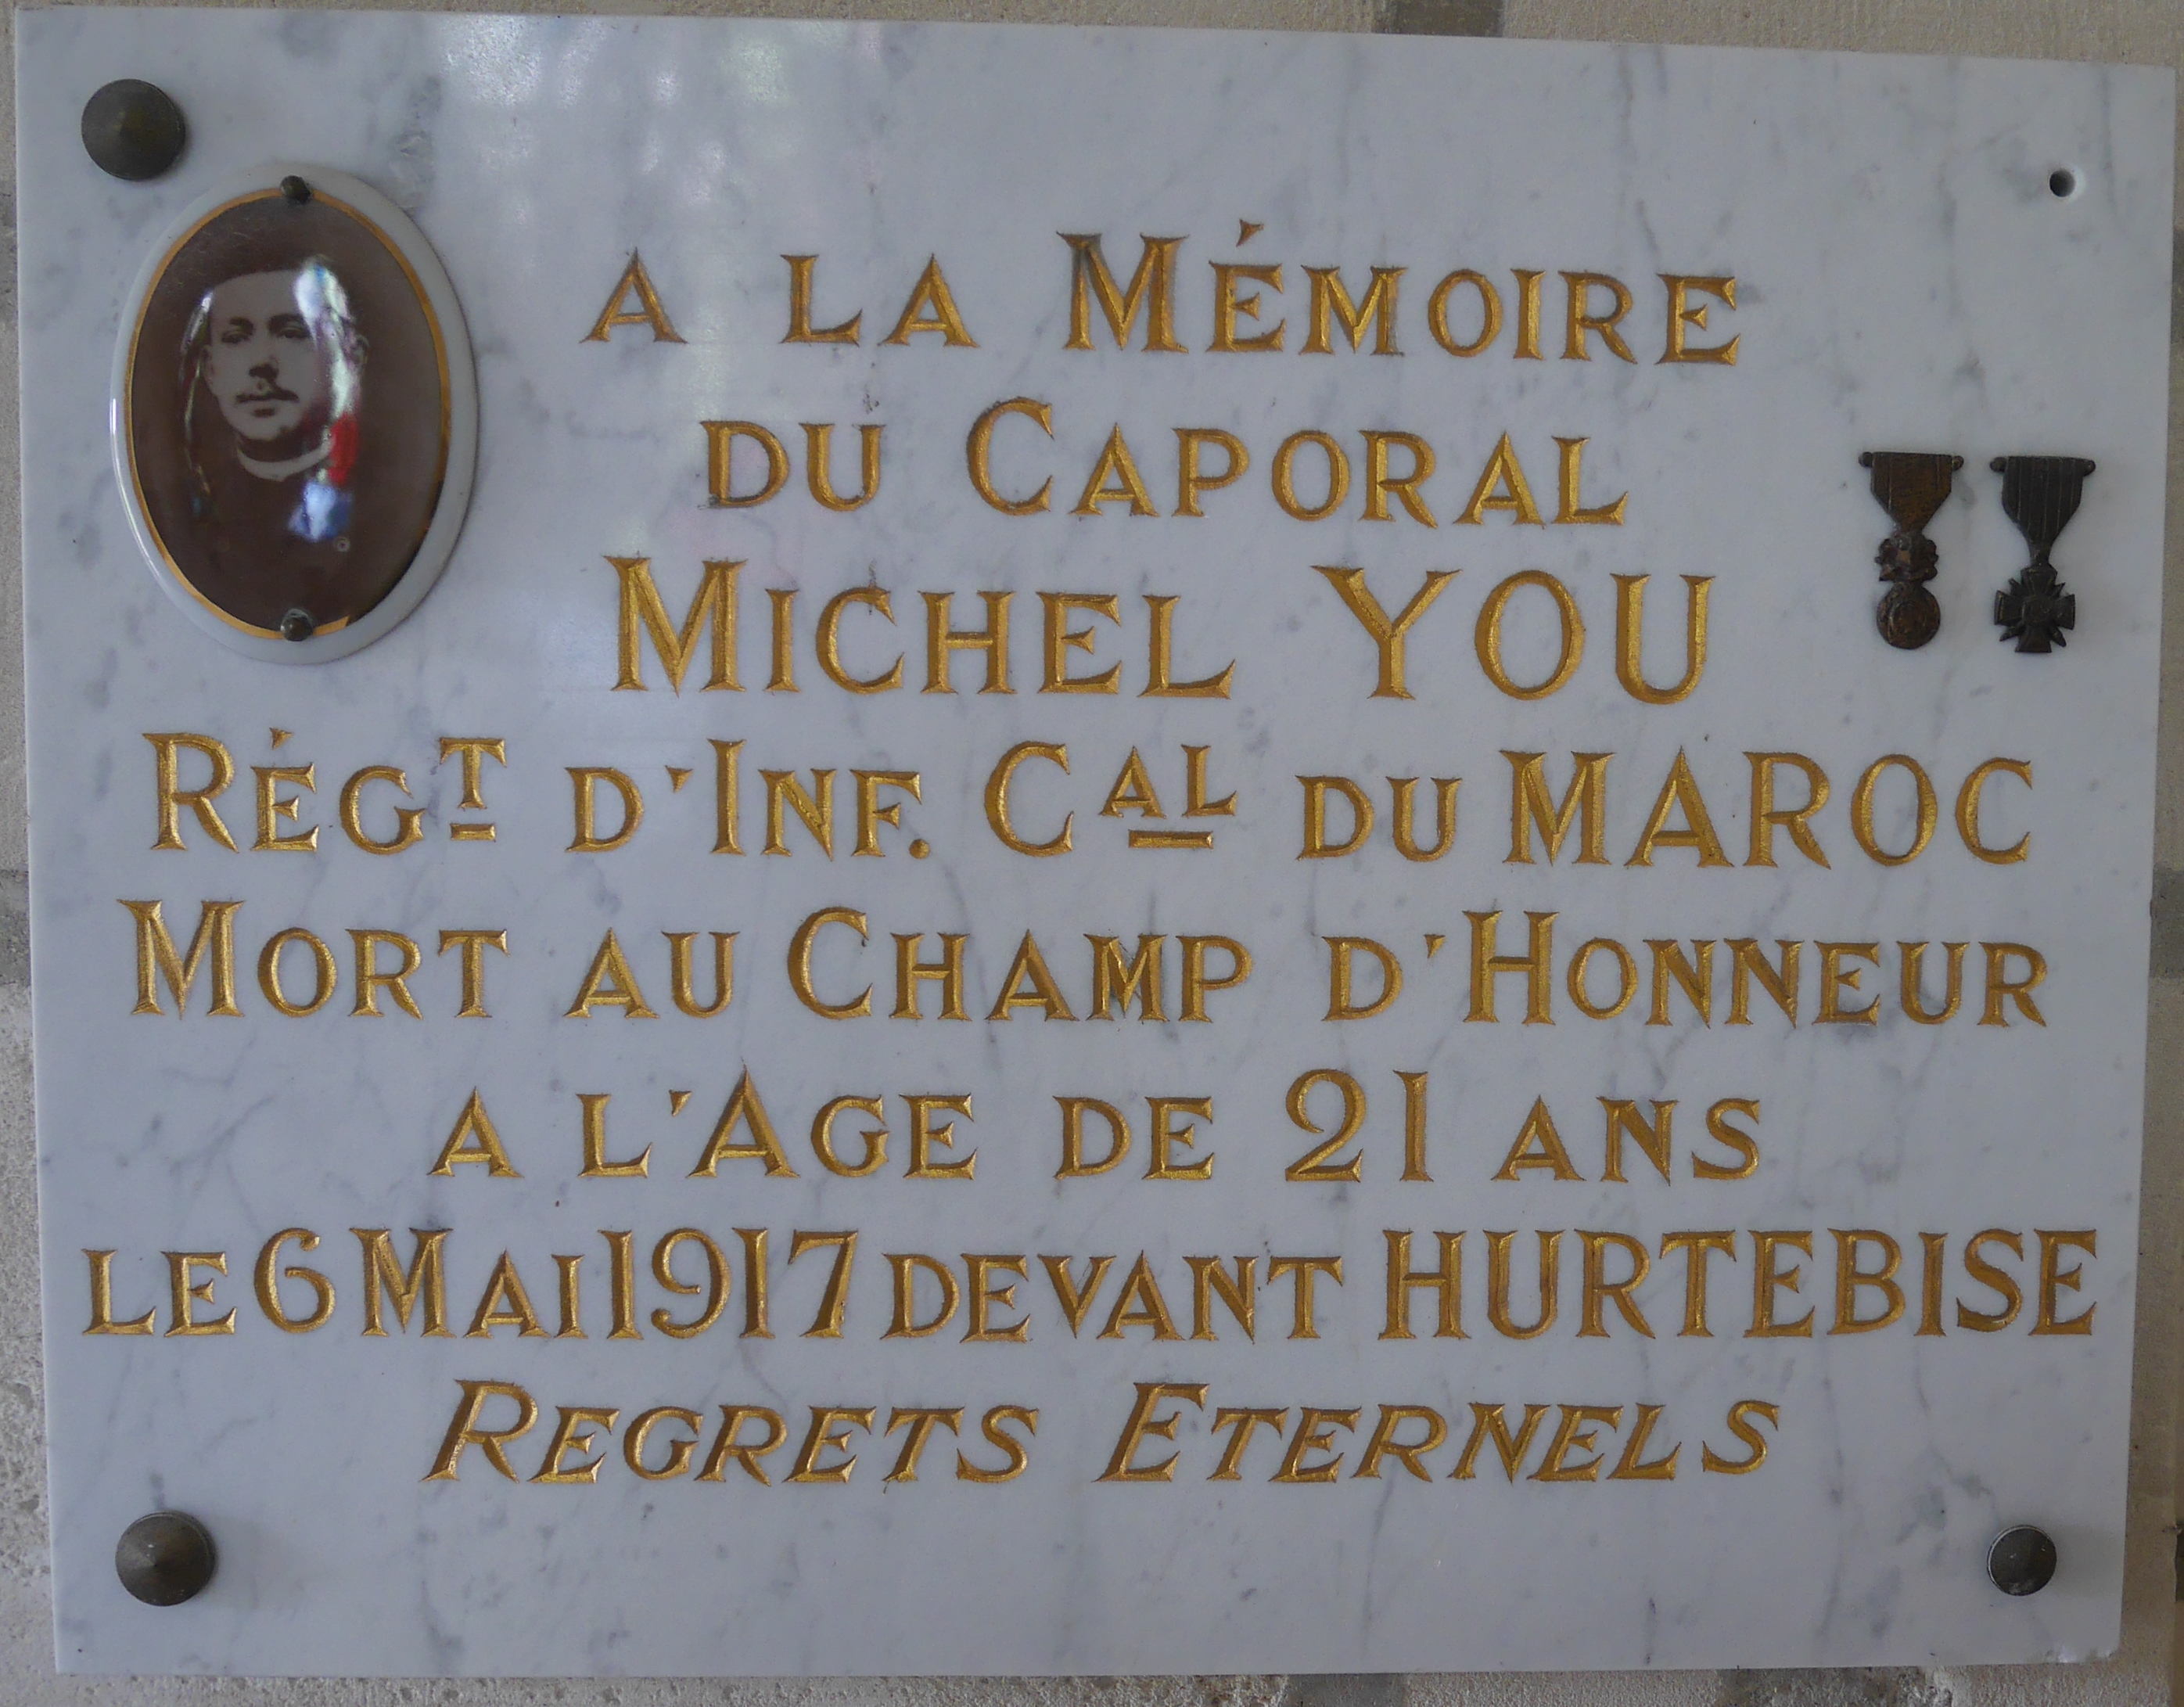 A LA MÉMOIRE
DU CAPORAL
MICHEL YOU
RÉGT D'INF. CAL DU MAROC
MORT AU CHAMP D'HONNEUR
A L'AGE DE 21 ANS
LE 6 MAI 1917 DEVANT HURTEBISE
REGRETS ETERNELS